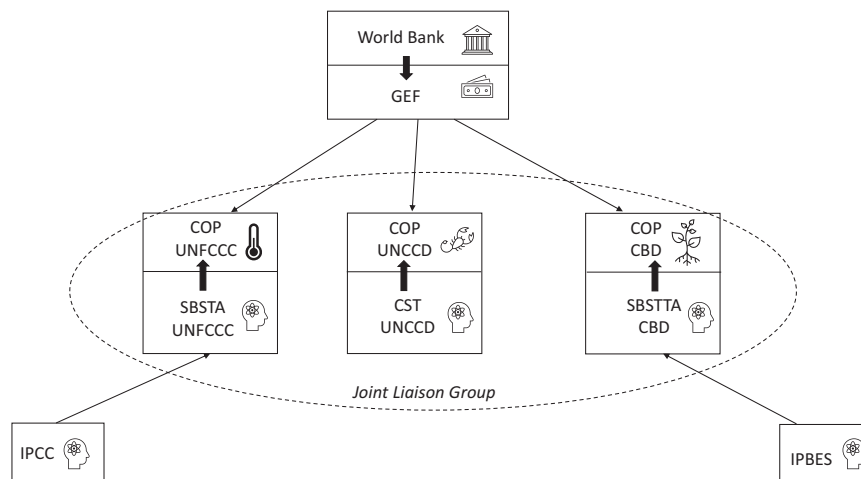 World Bank
GEF
COP
UNFCCC
COP
UNCCD
COP
CBD
SBSTA
UNFCCC
CST
UNCCD
SBSTTA
CBD
Joint Liaison Group
IPCC
IPBES